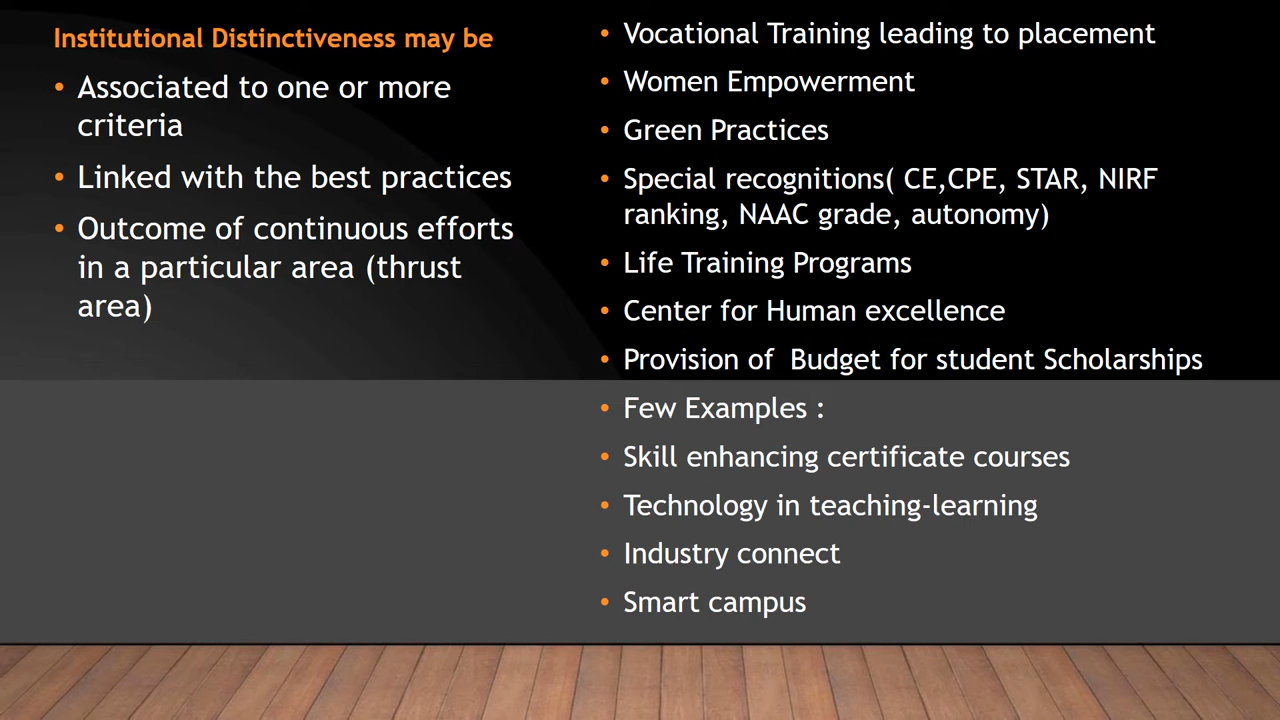 Institutional Distinctiveness may be
• Associated to one or more
criteria
• Linked with the best practices
• Outcome of continuous efforts
in a particular area (thrust
area)
• Vocational Training leading to placement
• Women Empowerment
• Green Practices
• Special recognitions( CE,CPE, STAR, NIRF
ranking, NAAC grade, autonomy)
• Life Training Programs
• Center for Human excellence
• Provision of  Budget for student Scholarships
• Few Examples :
• Skill enhancing certificate courses
• Technology in teaching-learning
• Industry connect
• Smart campus